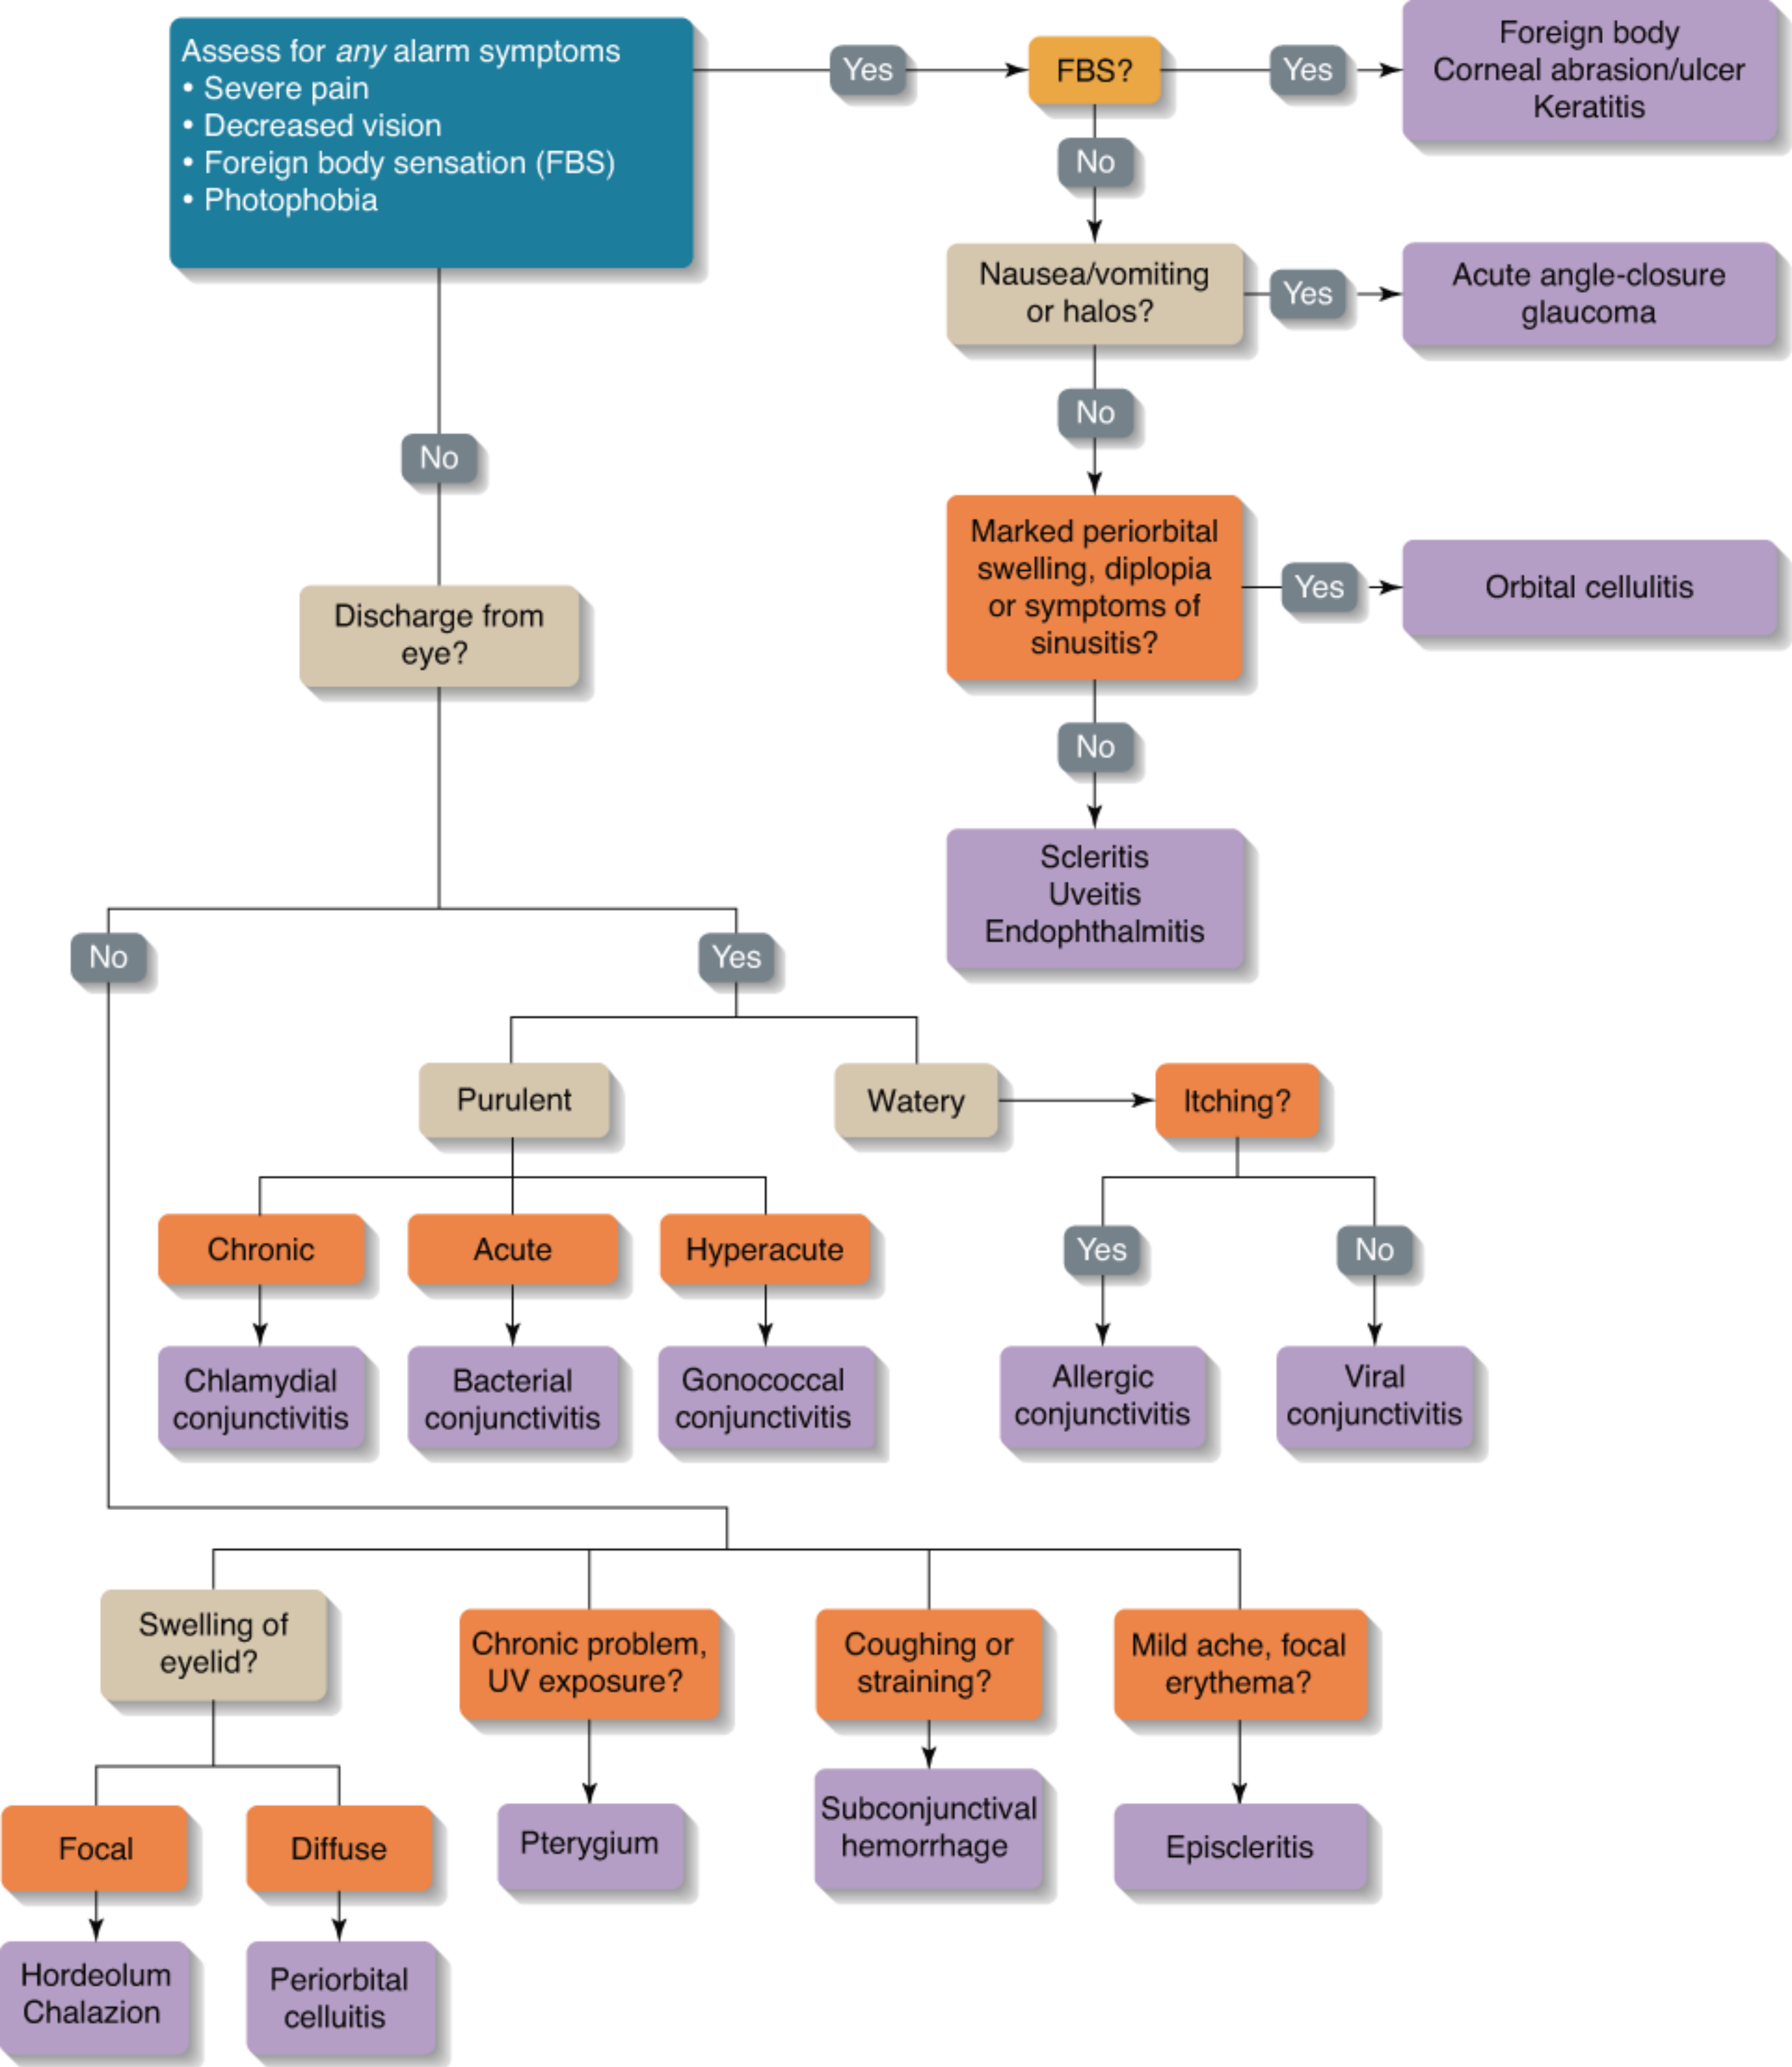 Assess for any alarm symptoms
• Severe pain
• Decreased vision
• Foreign body sensation (FBS)
• Photophobia
Yes
FBS?
Yes
Foreign body
Corneal abrasion/ulcer
Keratitis
No
Nausea/vomiting
or halos?
Yes
Acute angle-closure
glaucoma
No
Marked periorbital
swelling, diplopia
or symptoms of
sinusitis?
Yes
Orbital cellulitis
No
Scleritis
Uveitis
Endophthalmitis
No
Discharge from
eye?
No
Yes
Purulent
Watery
Itching?
Chronic
Acute
Hyperacute
Yes
No
Chlamydial
conjunctivitis
Bacterial
conjunctivitis
Gonococcal
conjunctivitis
Allergic
conjunctivitis
Viral
conjunctivitis
Swelling of
eyelid?
Chronic problem,
UV exposure?
Coughing or
straining?
Mild ache, focal
erythema?
Focal
Diffuse
Pterygium
Subconjunctival
hemorrhage
Episcleritis
Hordeolum
Chalazion
Periorbital
celluitis